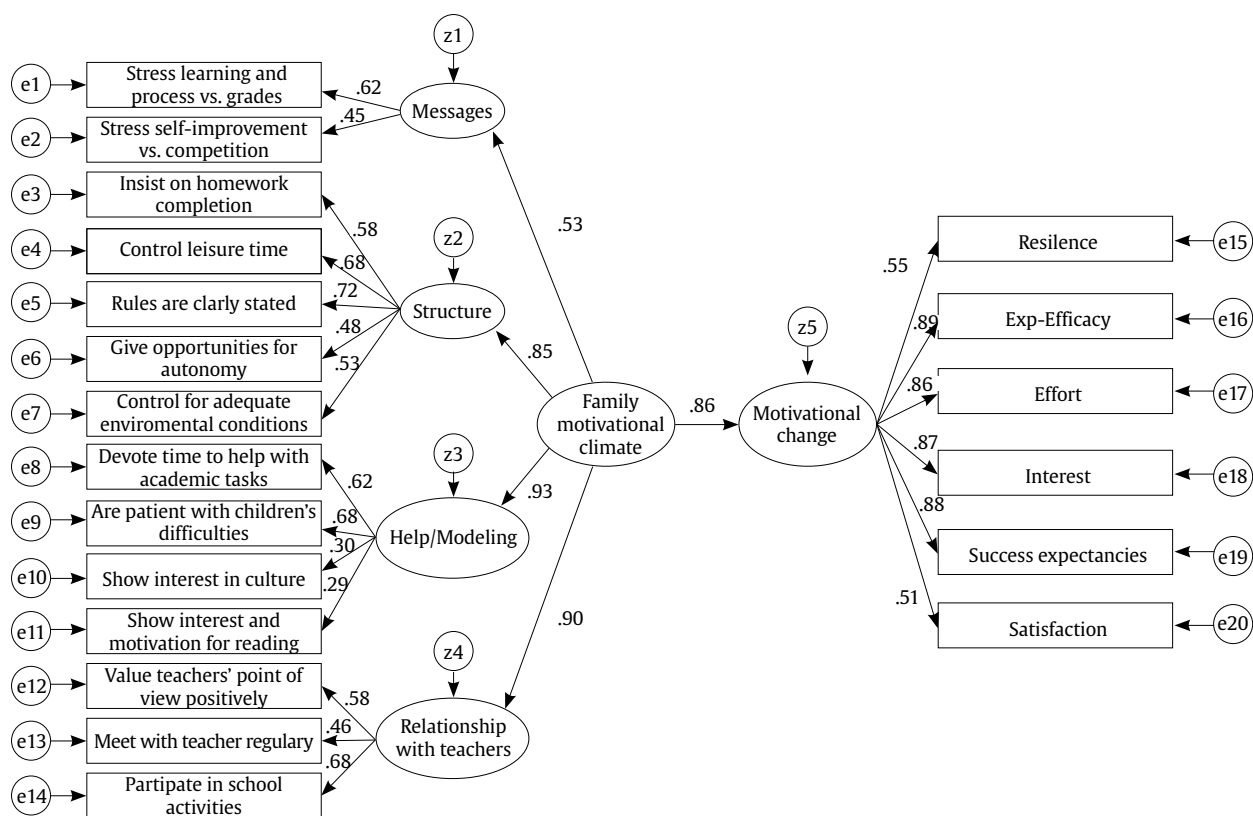 z1
e1
Stress learning and
process vs. grades
.62
Messages
.45
e2
Stress self-improvement
vs. competition
e3
Insist on homework
completion
.58
z2
.53
e4
Control leisure time
.68
e5
Rules are clarly stated
.72
Structure
.48
e6
Give opportunities for
autonomy
.53
.85
e7
Control for adequate
enviromental conditions
Family
motivational
climate
.86
z5
Motivational
change
.55
Resilence
e15
.89
Exp-Efficacy
e16
.86
Effort
e17
.87
Interest
e18
.88
Success expectancies
e19
.51
Satisfaction
e20
e8
Devote time to help with
academic tasks
.62
z3
.93
e9
Are patient with children’s
difficulties
.68
Help/Modeling
.30
e10
Show interest in culture
.29
e11
Show interest and
motivation for reading
.90
e12
Value teachers’ point of
view positively
.58
z4
e13
Meet with teacher regulary
.46
Relationship
with teachers
.68
e14
Partipate in school
activities